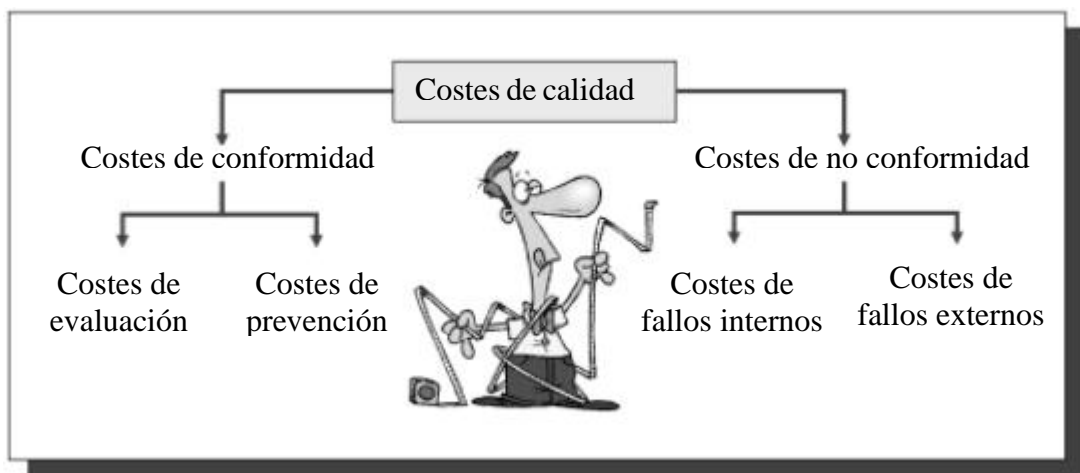 Costes de calidad
Costes de conformidad
Costes de no conformidad
Costes de
evaluación
Costes de
prevención
Costes de
fallos internos
Costes de
fallos externos